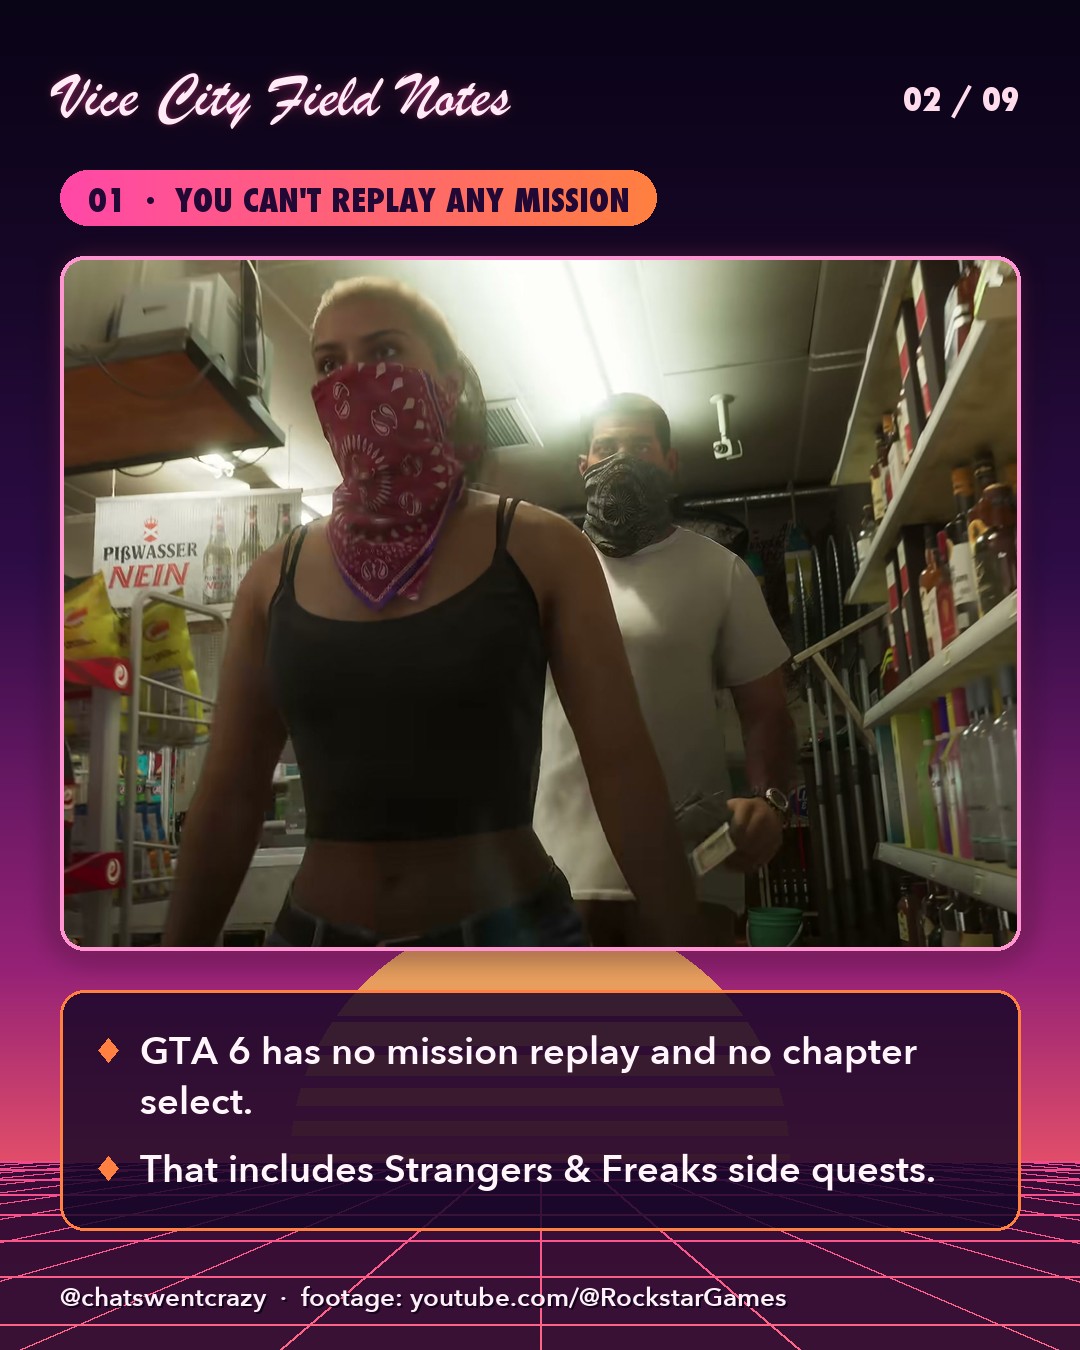 Vice City Field Notes
02 / 09
01 · YOU CAN'T REPLAY ANY MISSION
PIßWASSER
NEIN
♦ GTA 6 has no mission replay and no chapter
select.
♦ That includes Strangers & Freaks side quests.
@chatswentcrazy · footage: youtube.com/@RockstarGames